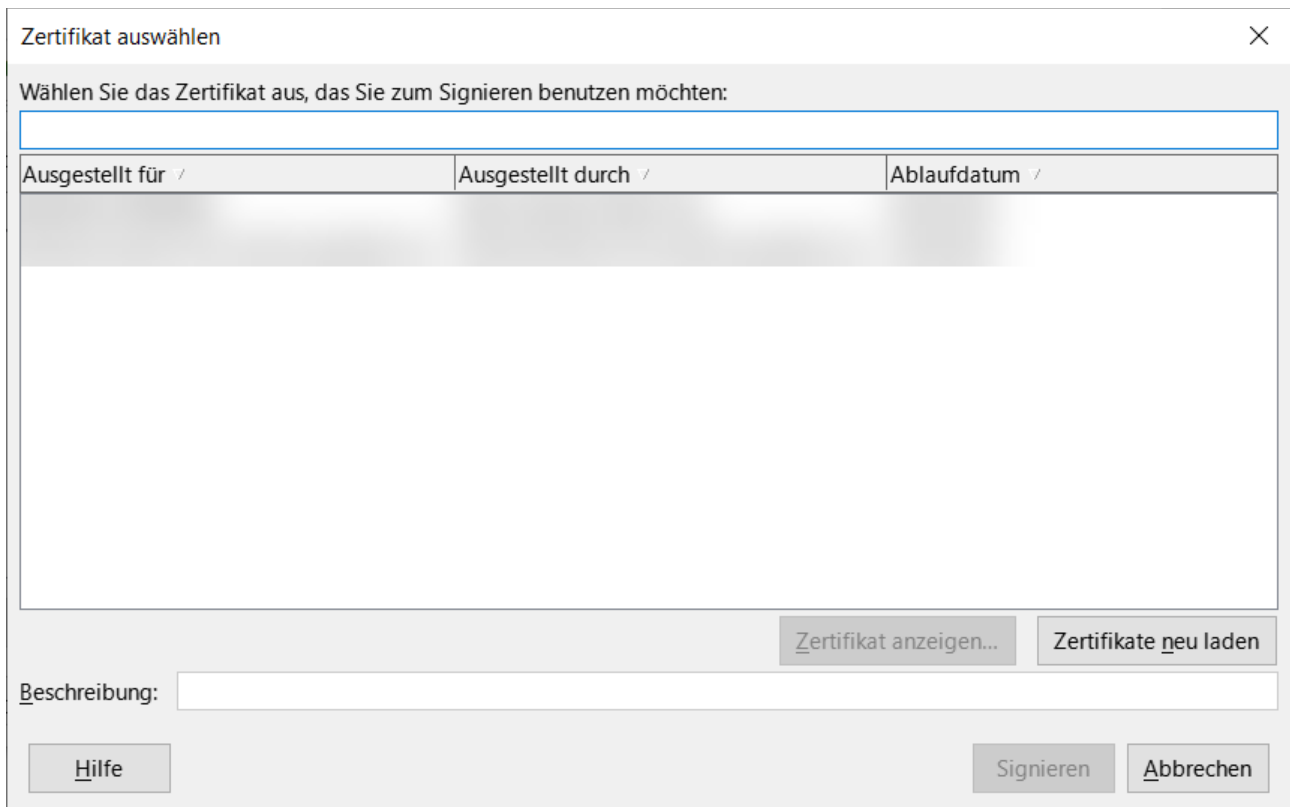 Zertifikat auswählen
Wählen Sie das Zertifikat aus, das Sie zum Signieren benutzen möchten:
Ausgestellt für Ausgestellt durch Ablaufdatum
Zertifikat anzeigen... Zertifikate neu laden
Beschreibung:
Hilfe Signieren Abbrechen